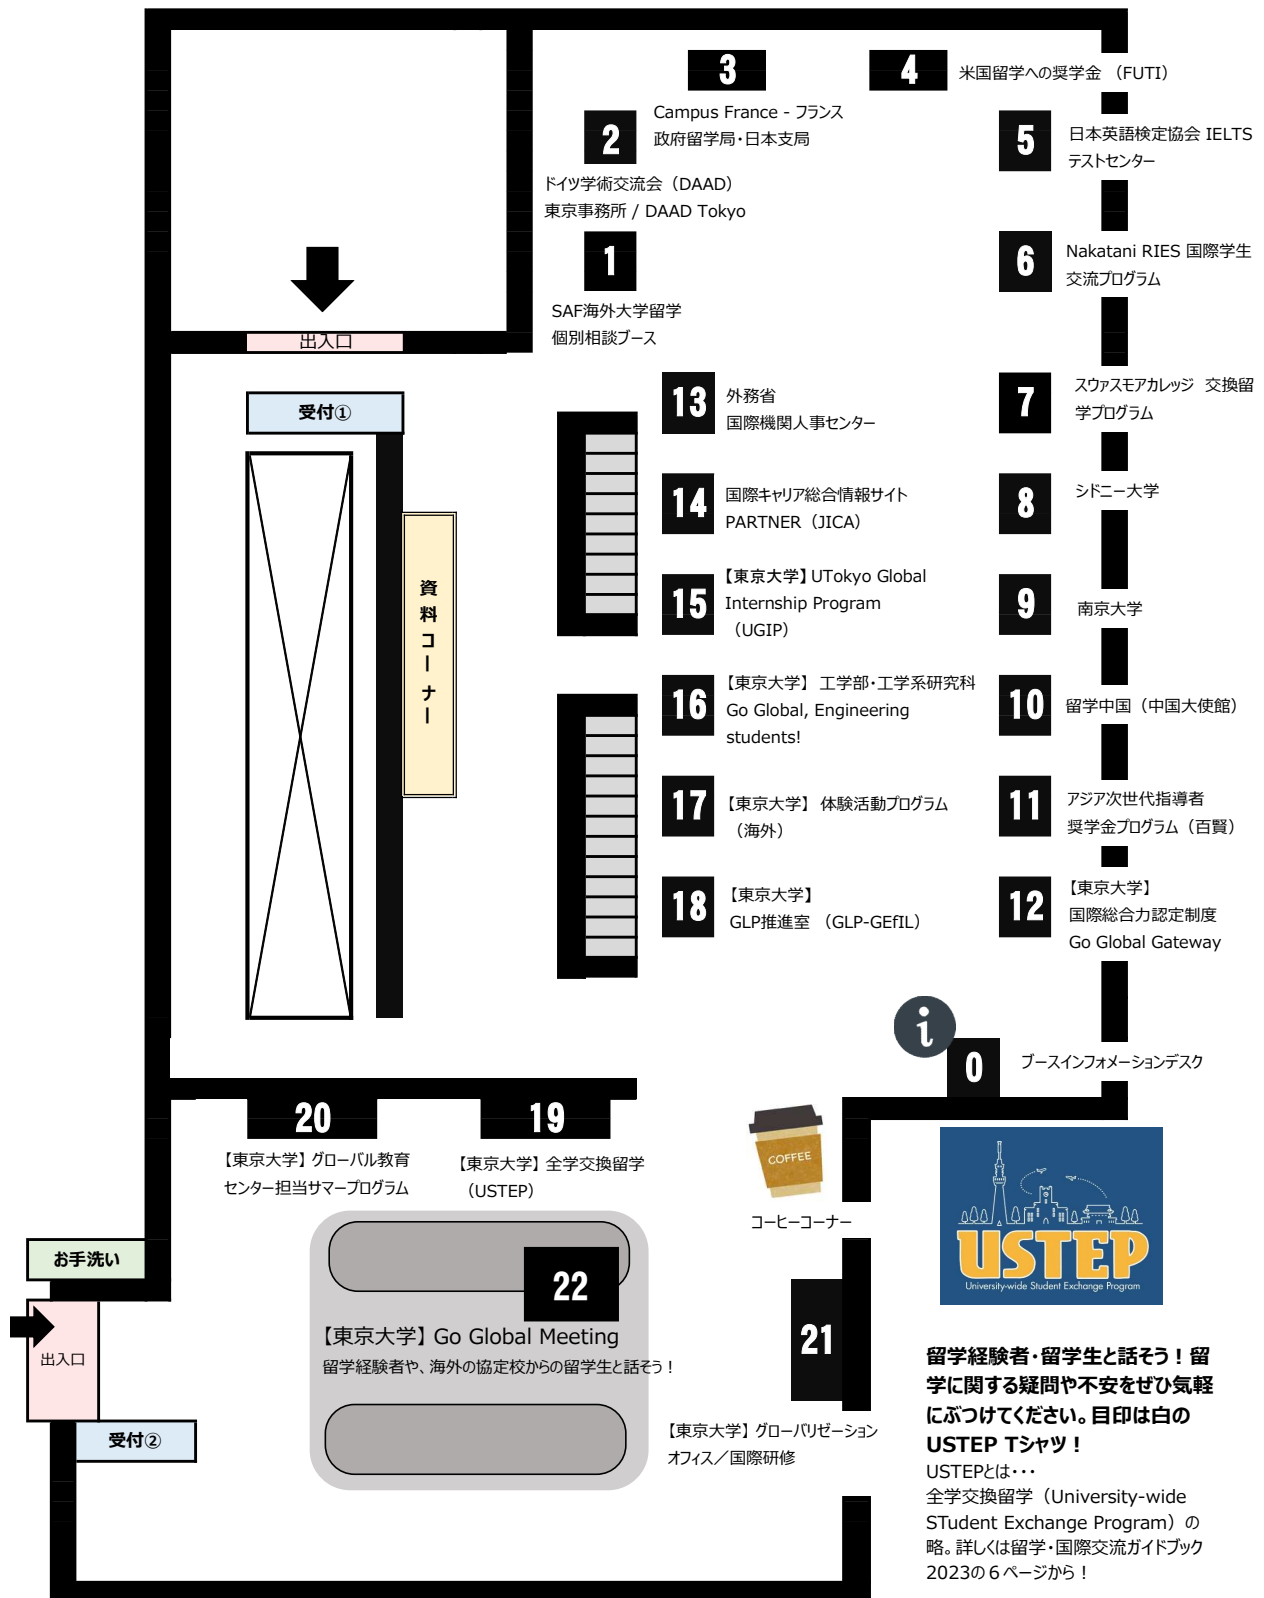 3
4
米国留学への奨学金 （FUTI）
Campus France - フランス
政府留学局・日本支局
2
ドイツ学術交流会（DAAD）
東京事務所 / DAAD Tokyo
5
日本英語検定協会 IELTS
テストセンター
1
SAF海外大学留学
個別相談ブース
6
Nakatani RIES 国際学生
交流プログラム
出入口
受付①
資料コーナー
13
外務省
国際機関人事センター
7
スワァスモアカレッジ 交換留
学プログラム
14
国際キャリア総合情報サイト
PARTNER（JICA）
8
シドニー大学
15
【東京大学】UTokyo Global
Internship Program
（UGIP）
9
南京大学
16
【東京大学】 工学部・工学系研究科
Go Global, Engineering
students!
10
留学中国（中国大使館）
17
【東京大学】 体験活動プログラム
（海外）
11
アジア次世代指導者
奨学金プログラム（百賢）
18
【東京大学】
GLP推進室 （GLP-GEfIL）
12
【東京大学】
国際総合力認定制度
Go Global Gateway
i
0
ブースインフォメーションデスク
20
【東京大学】グローバル教育
センター担当サマープログラム
19
【東京大学】全学交換留学
（USTEP）
COFFEE
コーヒーコーナー
お手洗い
出入口
受付②
22
【東京大学】Go Global Meeting
留学経験者や、海外の協定校からの留学生と話そう！
21
【東京大学】グローバリゼーション
オフィス／国際研修
USTEP
University-wide Student Exchange Program
留学経験者・留学生と話そう！留
学に関する疑問や不安をぜひ気軽
にぶつけてください。目印は白の
USTEP Tシャツ！
USTEPとは・・・
全学交換留学（University-wide
STudent Exchange Program）の
略。詳しくは留学・国際交流ガイドブック
2023の６ページから！